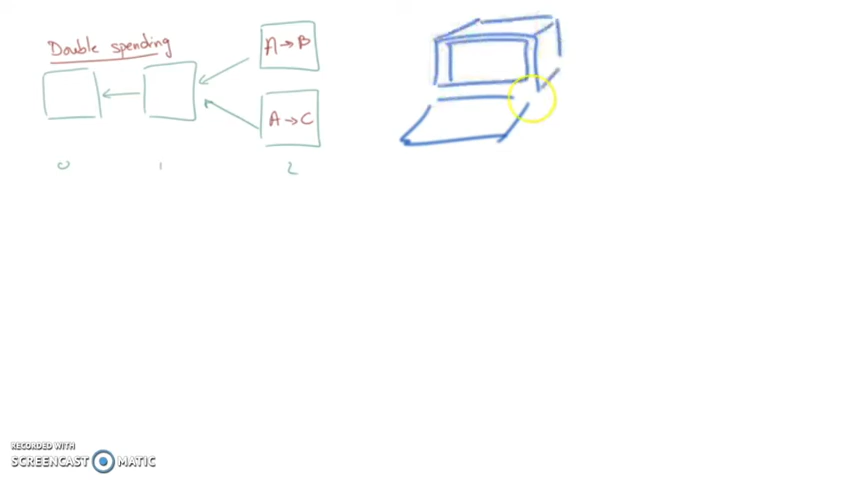 Double spending
A → B
A → C
0 1 2
RECORDED WITH
SCREENCAST MATIC